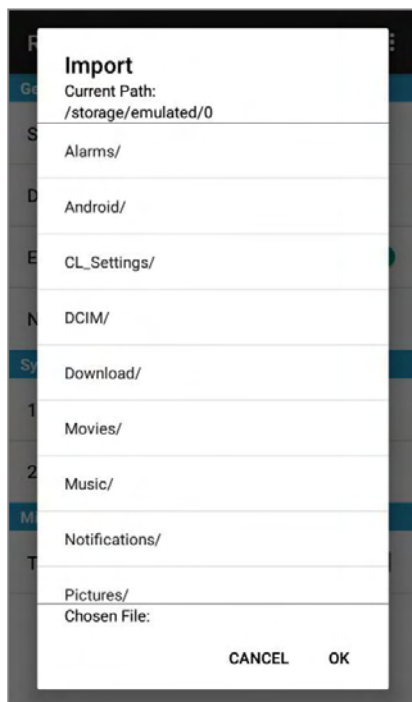 Import
Current Path:
/storage/emulated/0
Alarms/
Android/
CL_Settings/
DCIM/
Download/
Movies/
Music/
Notifications/
Pictures/
Chosen File:
CANCEL OK